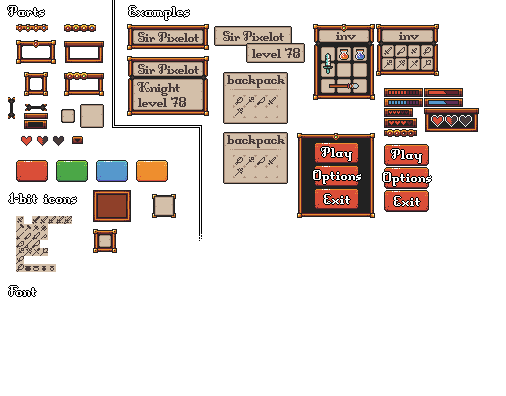 Parts
Examples
Sir Pixelot
Sir Pixelot
Knight
level '78
Sir Pixelot
level '78
backpack
backpack
inv
inv
Play
Options
Exit
Play
Options
Exit
1-bit icons
Font